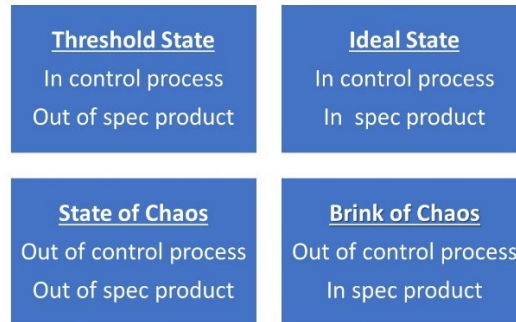 Threshold State
In control process
Out of spec product
Ideal State
In control process
In spec product
State of Chaos
Out of control process
Out of spec product
Brink of Chaos
Out of control process
In spec product